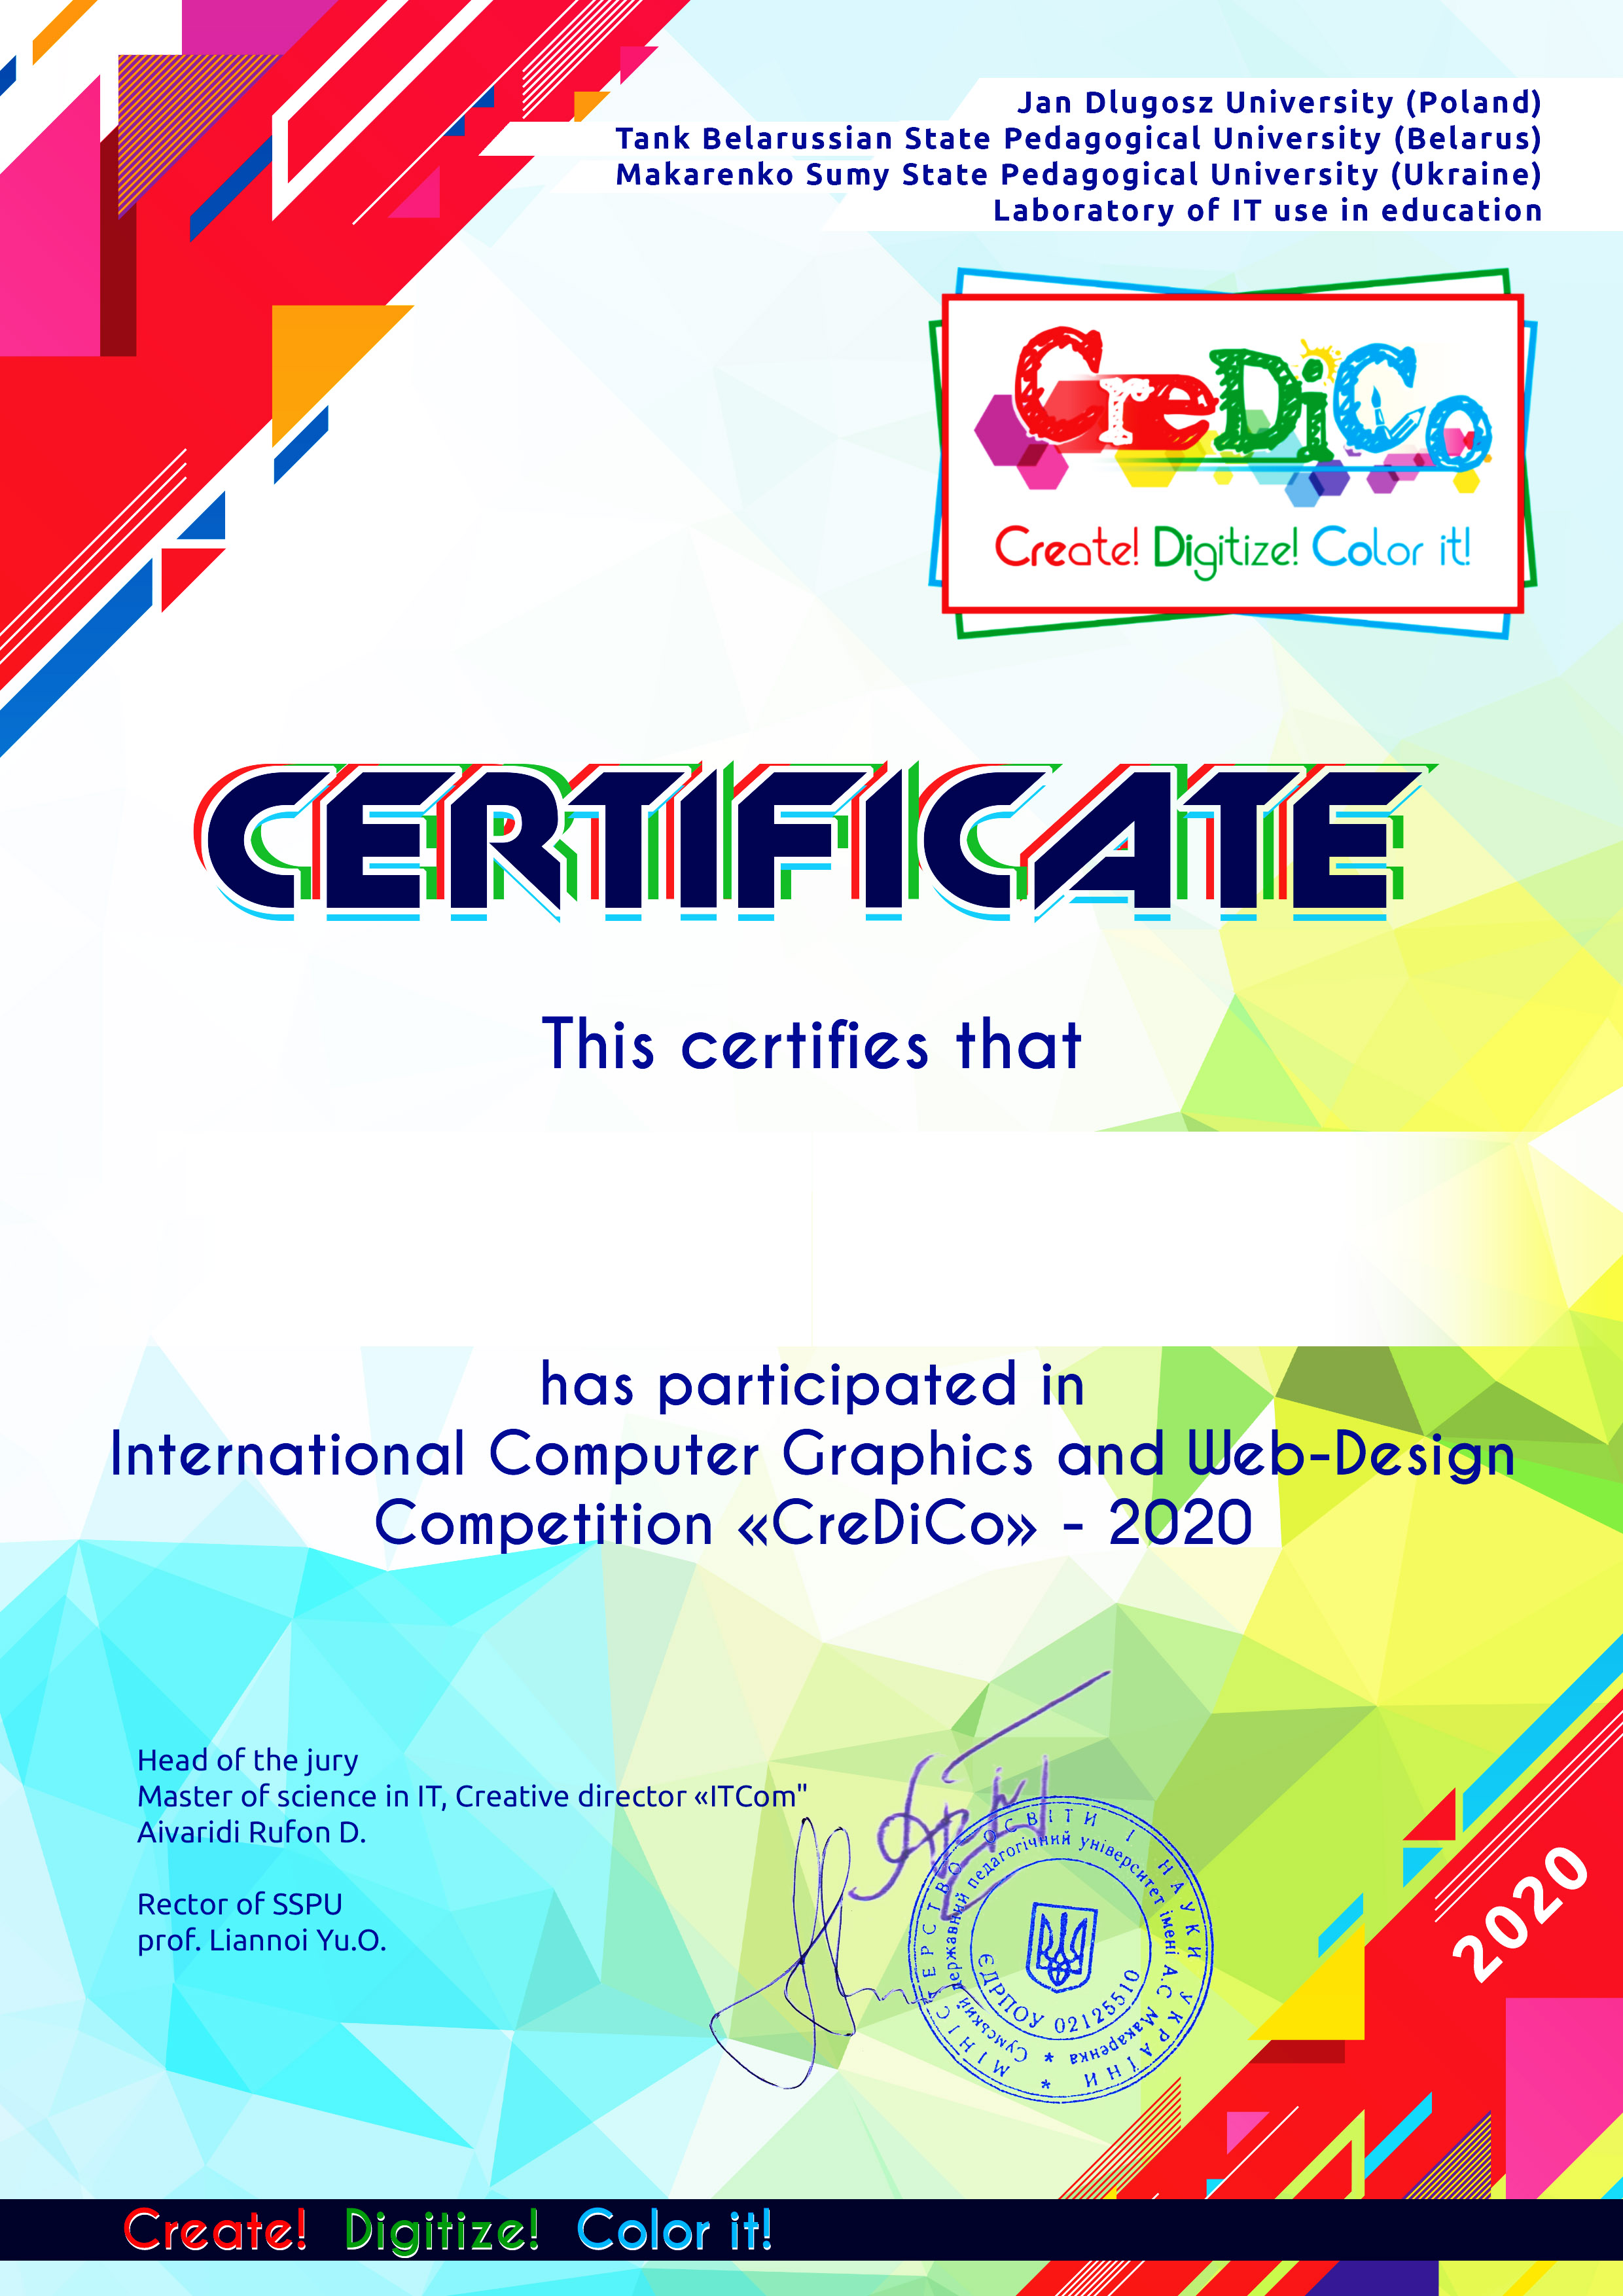 Jan Dlugosz University (Poland)
Tank Belarussian State Pedagogical University (Belarus)
Makarenko Sumy State Pedagogical University (Ukraine)
Laboratory of IT use in education
CreDiCo
Create! Digitize! Color it!
CERTIFICATE
This certifies that
has participated in
International Computer Graphics and Web-Design
Competition «CreDiCo» - 2020
Head of the jury
Master of science in IT, Creative director «ITCom"
Aivaridi Rufon D.
Rector of SSPU
prof. Liannoi Yu.O.
МІНІСТЕРСТВО ОСВІТИ І НАУКИ УКРАЇНИ *
Сумський державний педагогічний університет імені А.С Макаренка *
ЄДРПОУ 02125510
2020
Create! Digitize! Color it!